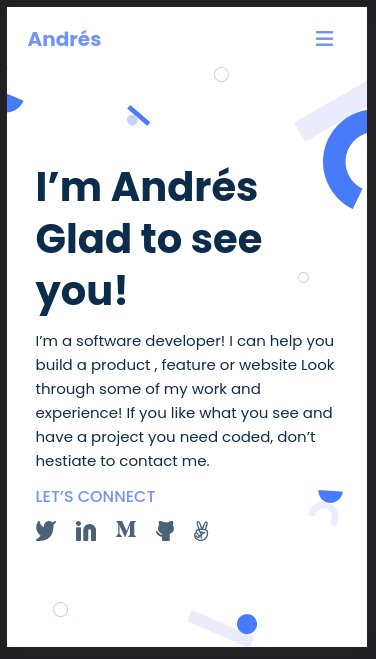 Andrés
I’m Andrés
Glad to see
you!
I’m a software developer! I can help you
build a product , feature or website Look
through some of my work and
experience! If you like what you see and
have a project you need coded, don’t
hestiate to contact me.
LET’S CONNECT